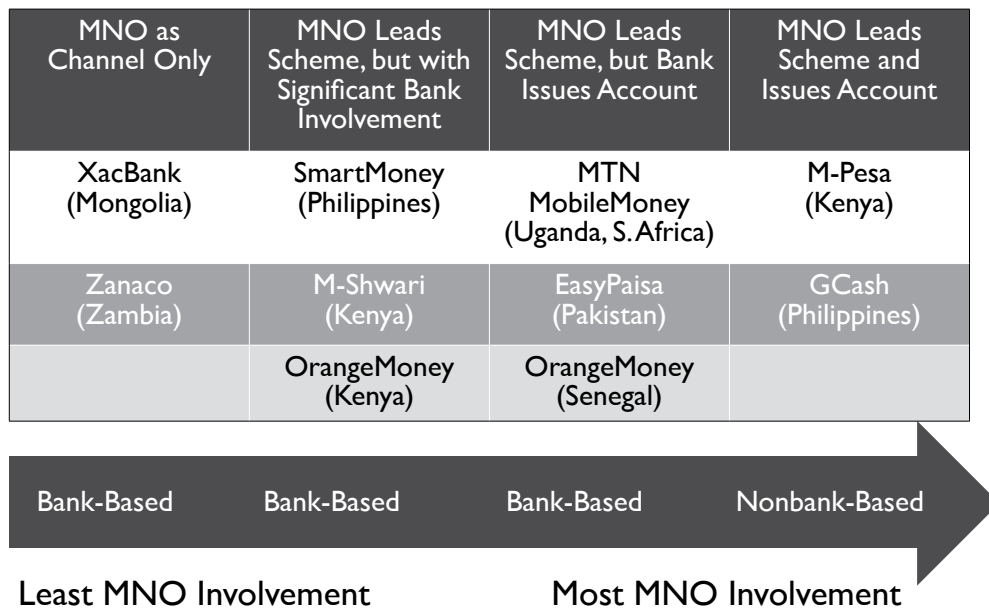 MNO as
Channel Only
MNO Leads
Scheme, but with
Significant Bank
Involvement
MNO Leads
Scheme, but Bank
Issues Account
MNO Leads
Scheme and
Issues Account
XacBank
(Mongolia)
SmartMoney
(Philippines)
MTN
MobileMoney
(Uganda, S. Africa)
M-Pesa
(Kenya)
Zanaco
(Zambia)
M-Shwari
(Kenya)
EasyPaisa
(Pakistan)
GCash
(Philippines)
OrangeMoney
(Kenya)
OrangeMoney
(Senegal)
Bank-Based
Bank-Based
Bank-Based
Nonbank-Based
Least MNO Involvement
Most MNO Involvement